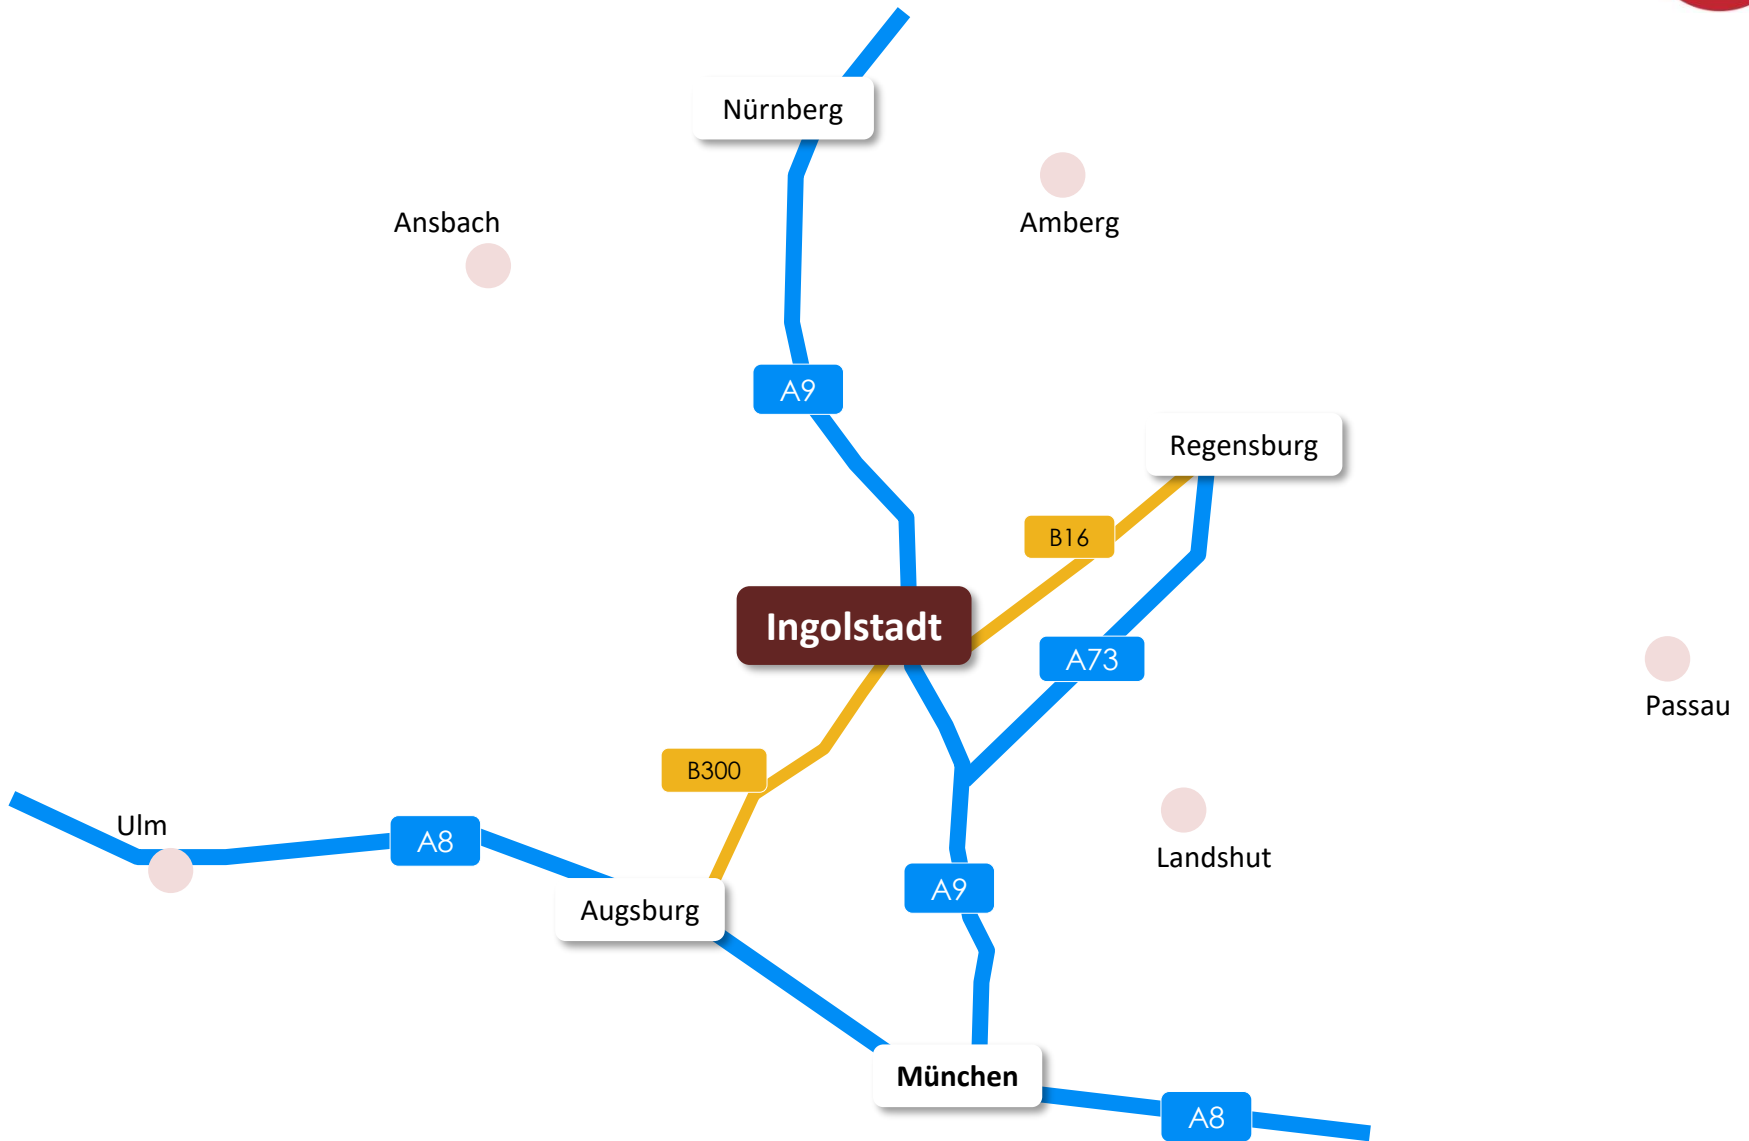 Nürnberg
Ansbach
Amberg
A9
Regensburg
B16
Ingolstadt
A73
Passau
B300
Ulm
A8
Landshut
A9
Augsburg
München
A8